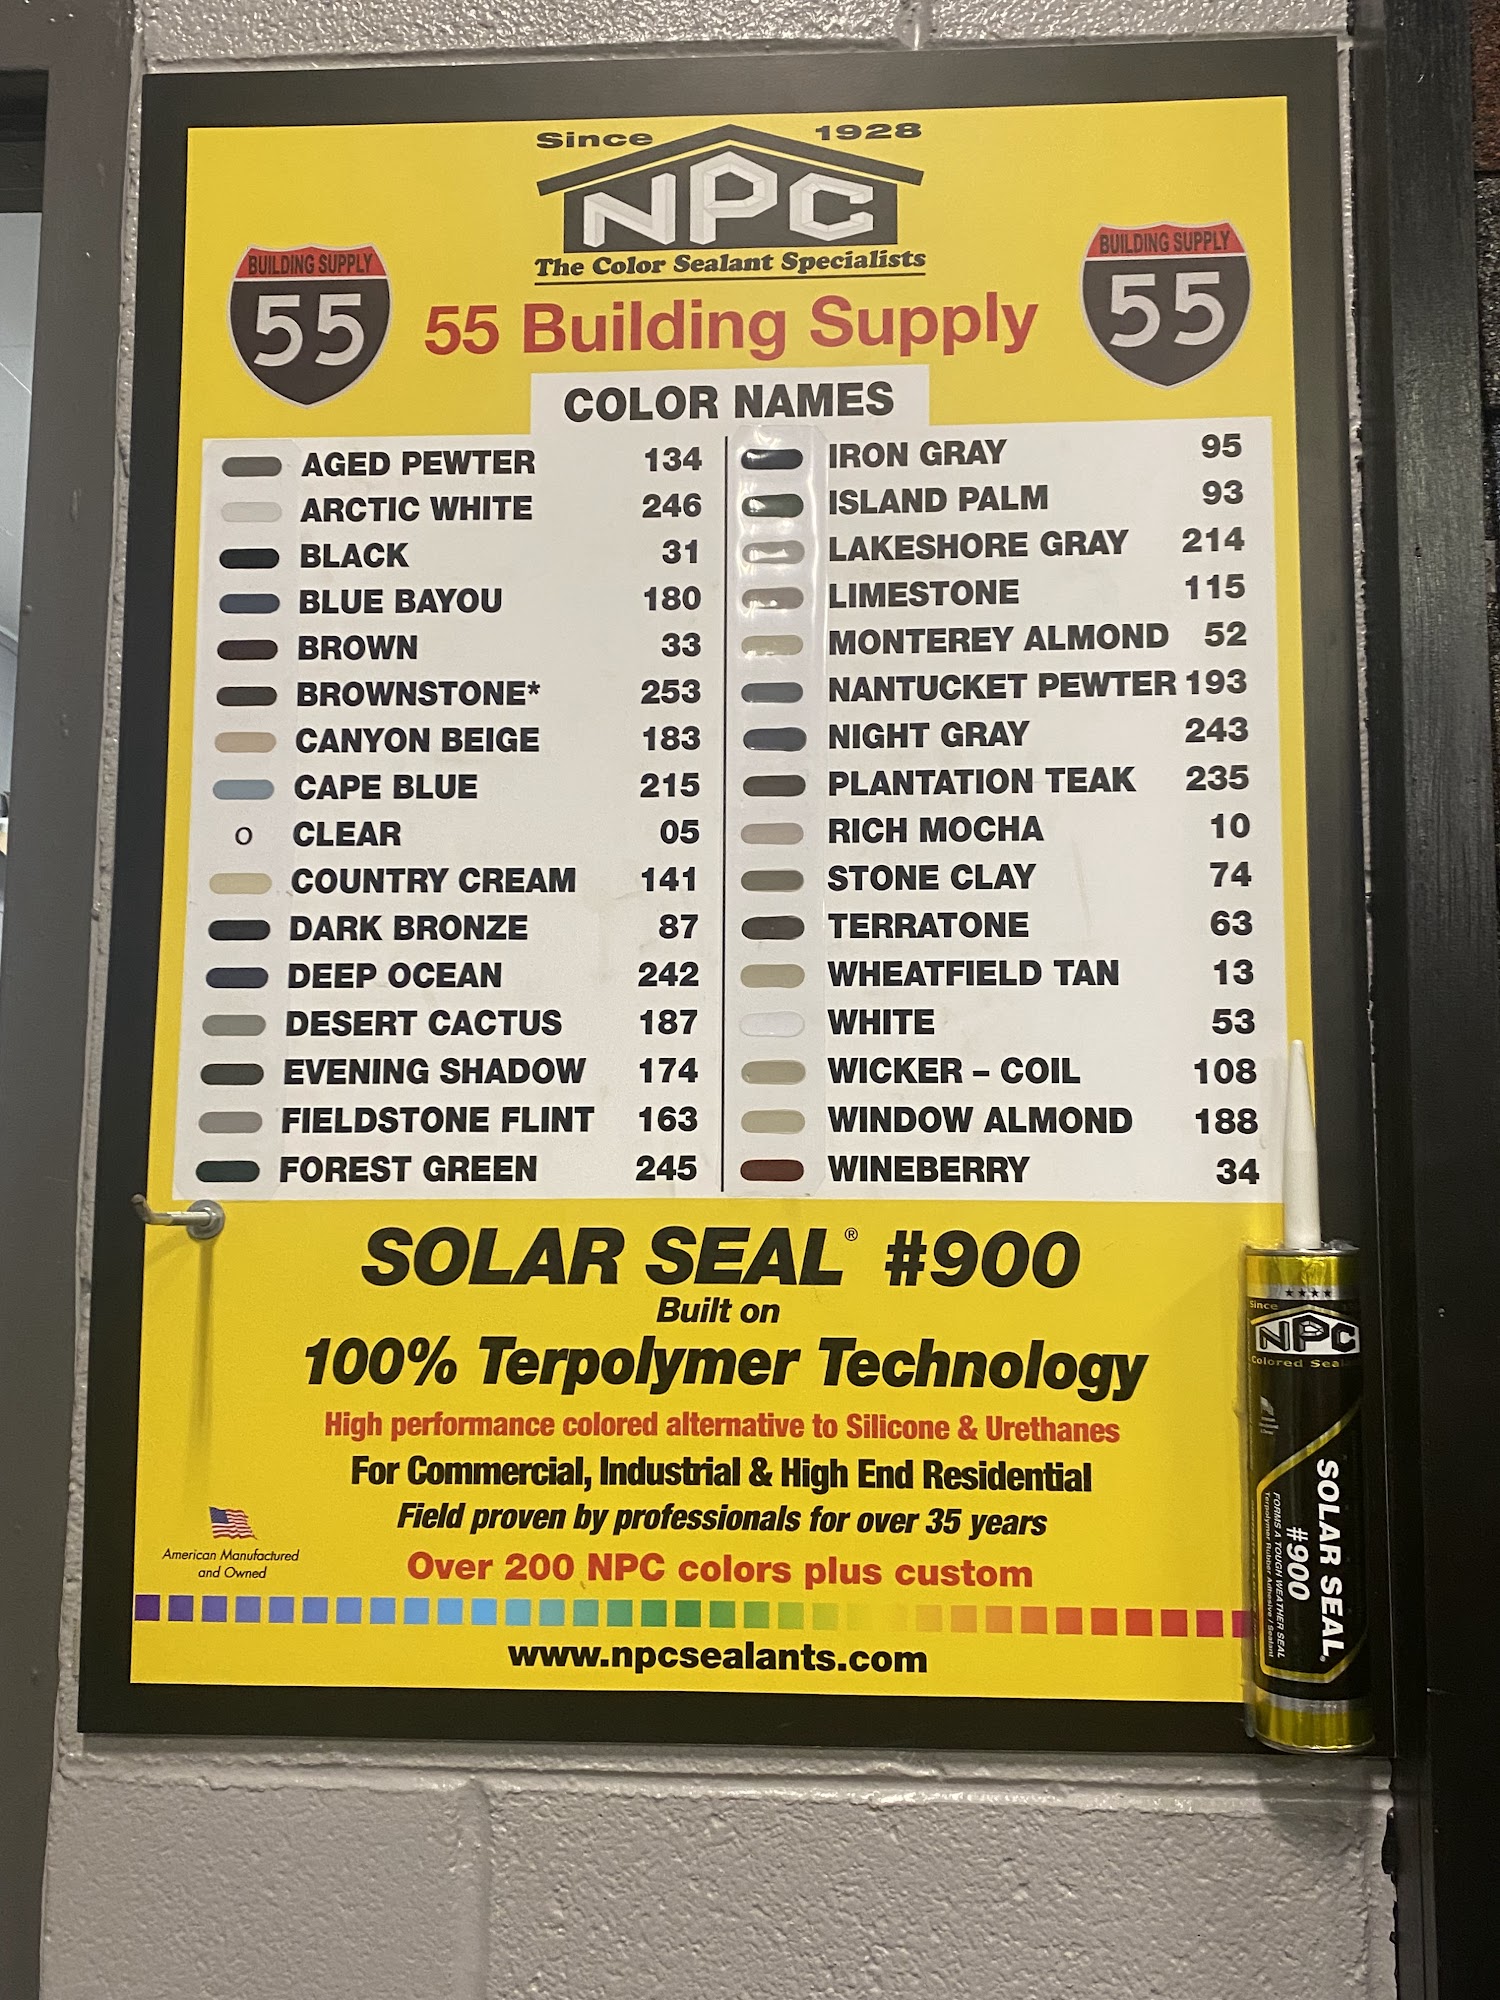 Since 1928
NPC
The Color Sealant Specialists
BUILDING SUPPLY
55
55 Building Supply
BUILDING SUPPLY
55
COLOR NAMES
AGED PEWTER 134
ARCTIC WHITE 246
BLACK 31
BLUE BAYOU 180
BROWN 33
BROWNSTONE* 253
CANYON BEIGE 183
CAPE BLUE 215
O CLEAR 05
COUNTRY CREAM 141
DARK BRONZE 87
DEEP OCEAN 242
DESERT CACTUS 187
EVENING SHADOW 174
FIELDSTONE FLINT 163
FOREST GREEN 245
IRON GRAY 95
ISLAND PALM 93
LAKESHORE GRAY 214
LIMESTONE 115
MONTEREY ALMOND 52
NANTUCKET PEWTER 193
NIGHT GRAY 243
PLANTATION TEAK 235
RICH MOCHA 10
STONE CLAY 74
TERRATONE 63
WHEATFIELD TAN 13
WHITE 53
WICKER – COIL 108
WINDOW ALMOND 188
WINEBERRY 34
SOLAR SEAL® #900
Built on
100% Terpolymer Technology
High performance colored alternative to Silicone & Urethanes
For Commercial, Industrial & High End Residential
Field proven by professionals for over 35 years
Over 200 NPC colors plus custom
American Manufactured
and Owned
www.npcsealants.com
Since
NPC
Colored
SOLAR SEAL®
#900
FORMS A TOUGH WEATHER SEAL
Terpolymer Rubber Adhesive / Sealant